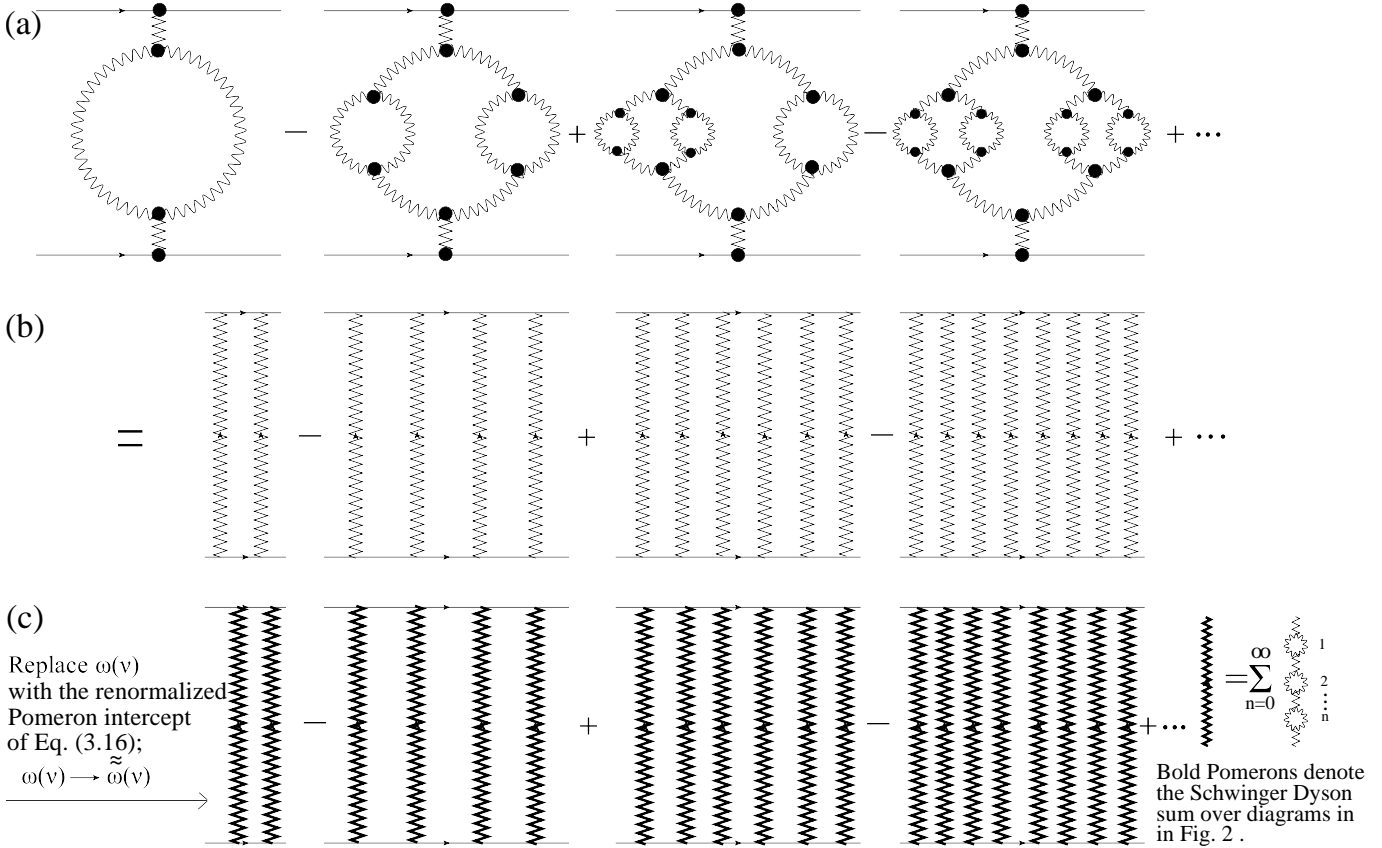 (a)
− + − + ...
(b)
= − + − + ...
(c)
Replace ω(ν)
with the renormalized
Pomeron intercept
of Eq. (3.16);
ω(ν) → ω̃̃(ν)
− + − + ...
∞
= Σ
n=0
1
2
⋮
n
Bold Pomerons denote
the Schwinger Dyson
sum over diagrams in
in Fig. 2 .